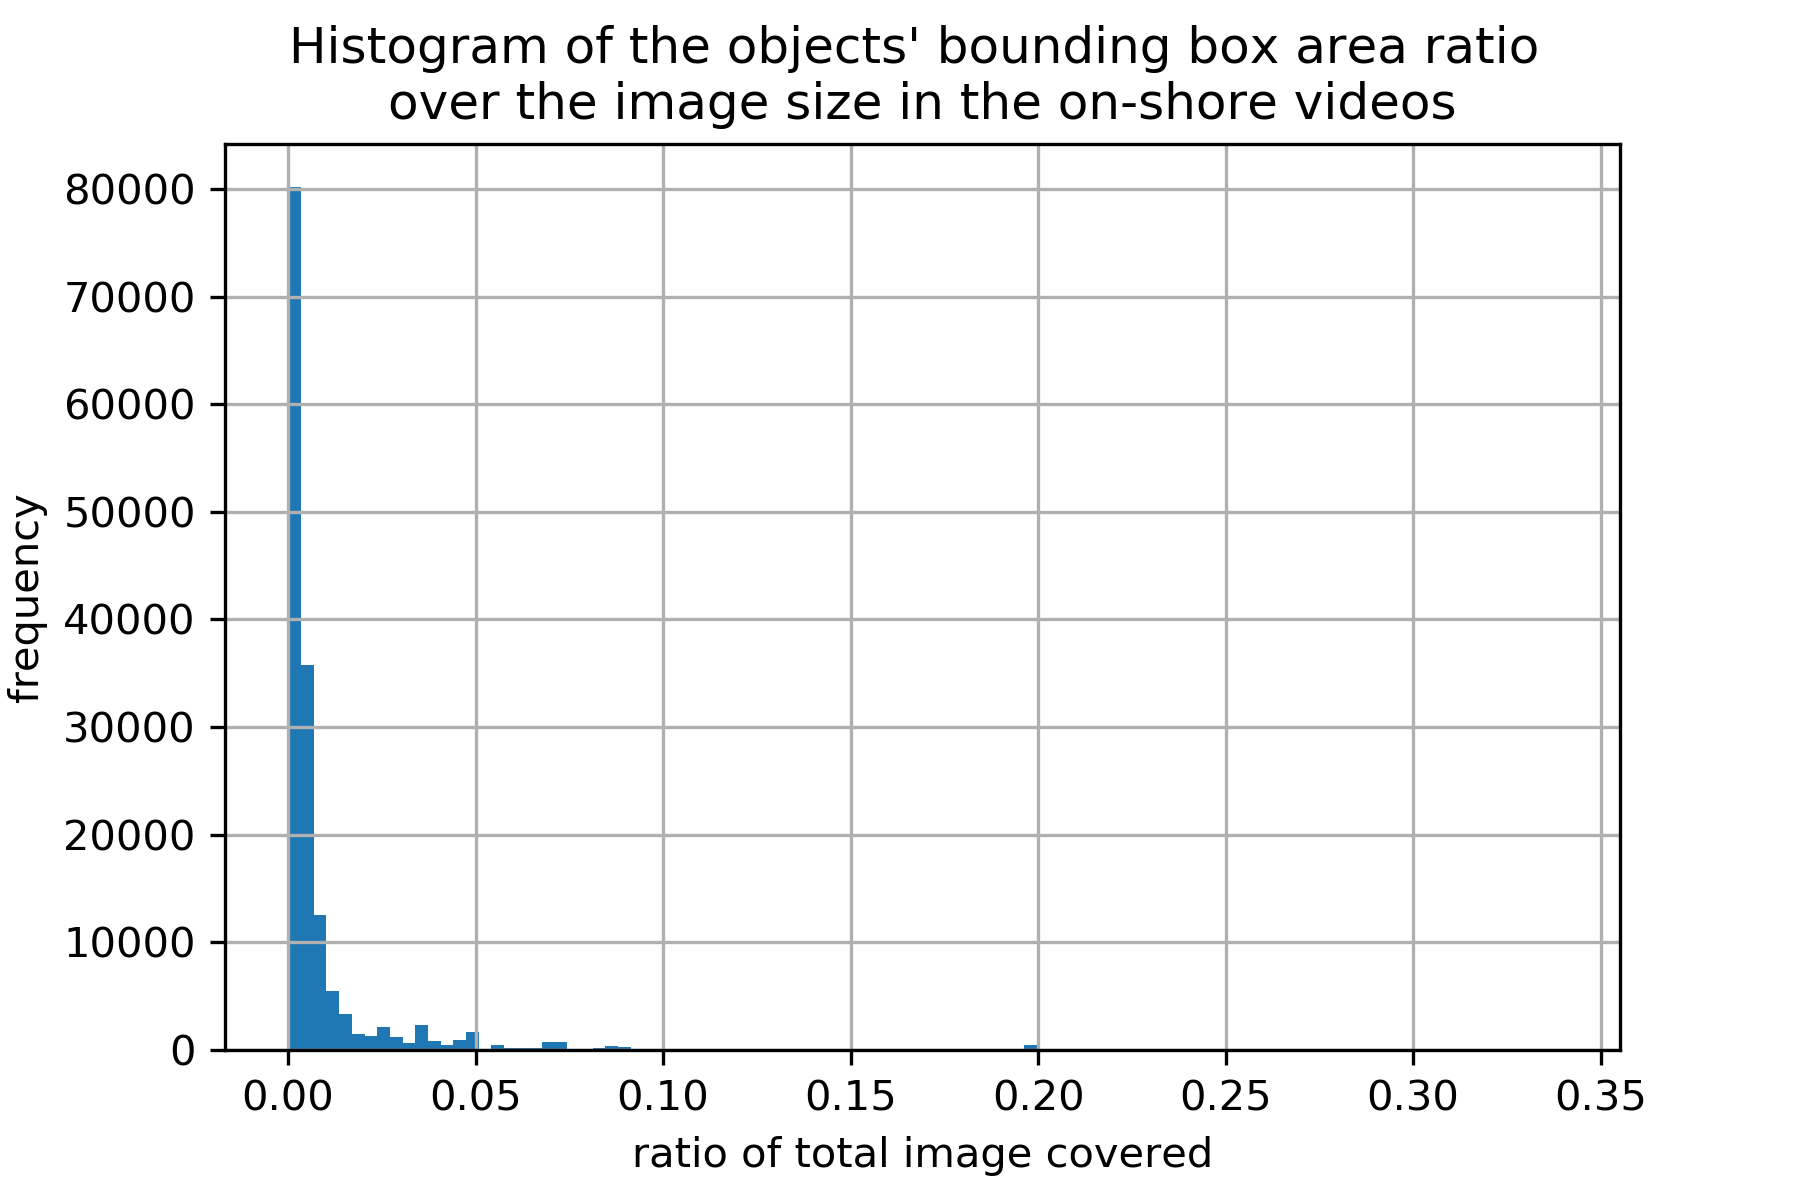 Histogram of the objects' bounding box area ratio
over the image size in the on-shore videos
80000
70000
60000
50000
40000
30000
20000
10000
0
frequency
0.00 0.05 0.10 0.15 0.20 0.25 0.30 0.35
ratio of total image covered